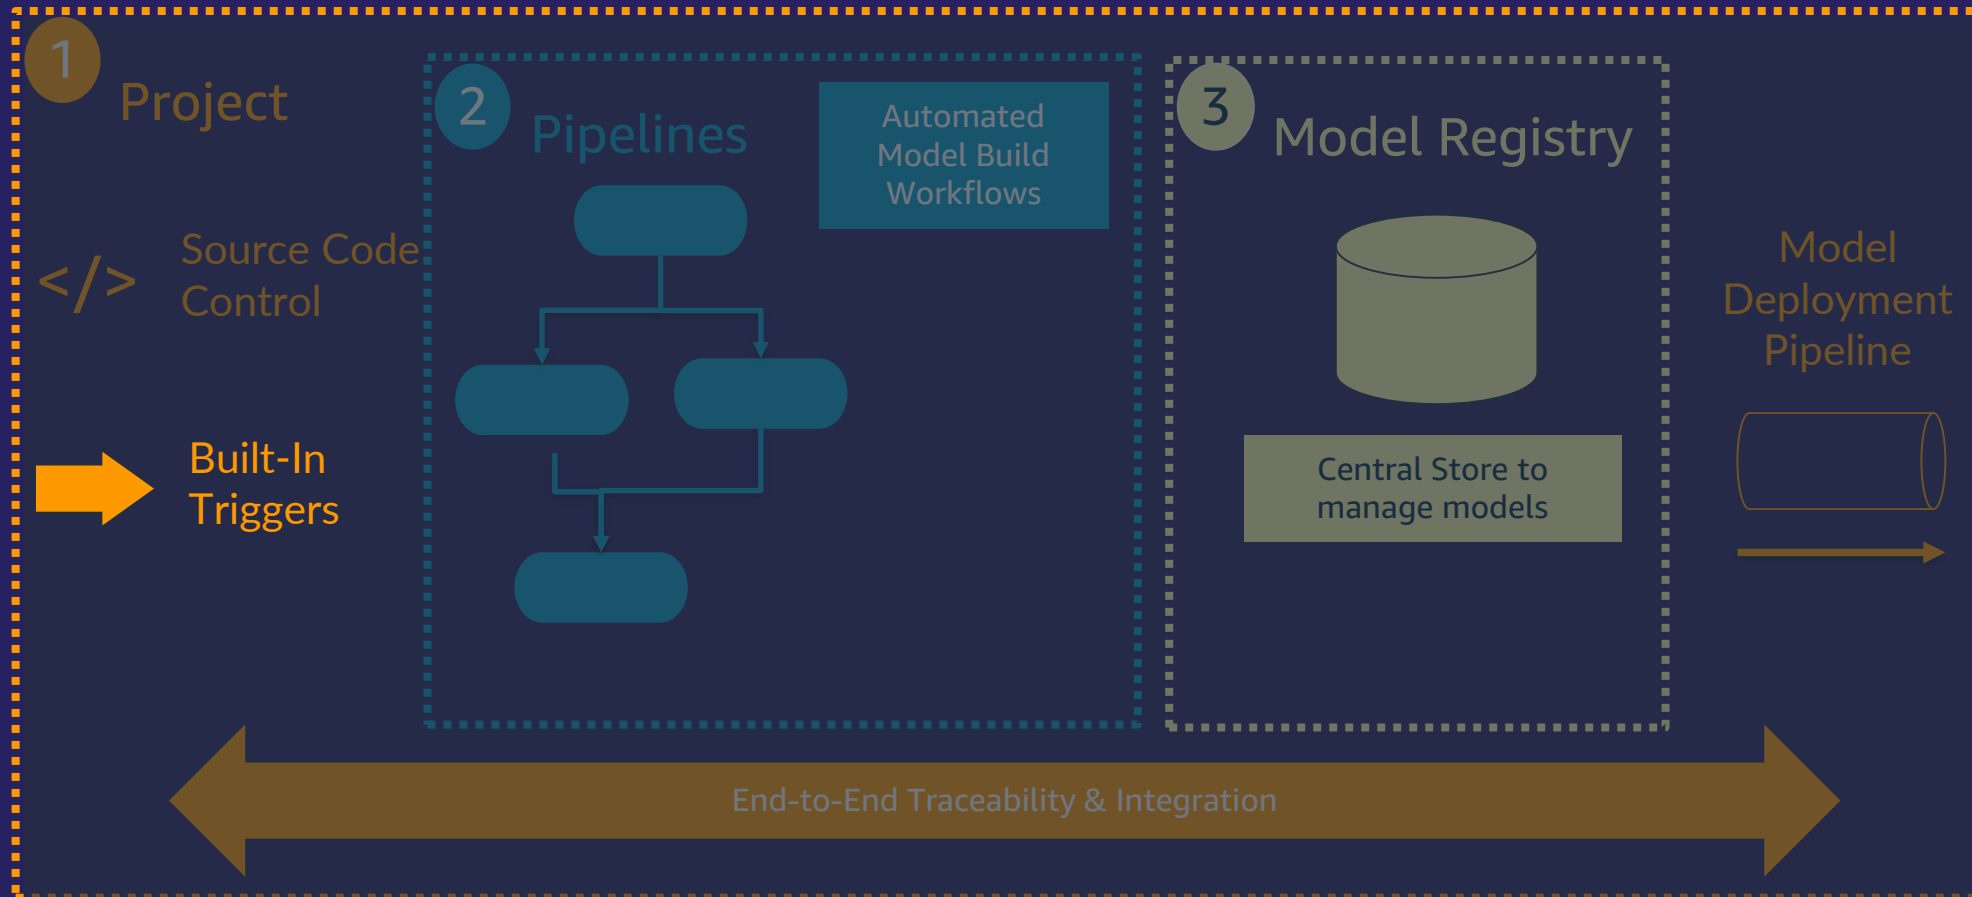 1
Project
</>
Source Code
Control
Built-In
Triggers
2
Pipelines
Automated
Model Build
Workflows
3
Model Registry
Central Store to
manage models
Model
Deployment
Pipeline
End-to-End Traceability & Integration